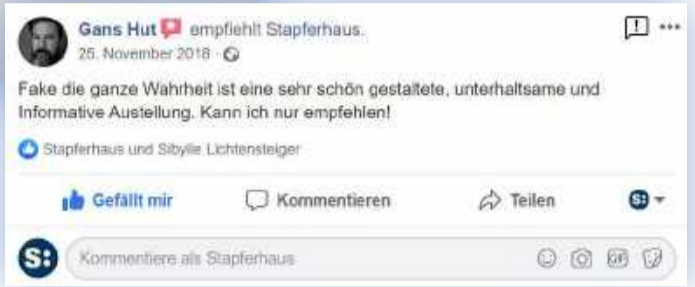 Gans Hut empfiehlt Stapferhaus.
25. November 2018 ·
Fake die ganze Wahrheit ist eine sehr schön gestaltete, unterhaltsame und
Informative Austellung. Kann ich nur empfehlen!
Stapferhaus und Sibylle Lichtensteiger
Gefällt mir Kommentieren Teilen S:
S: Kommentiere als Stapferhaus GIF